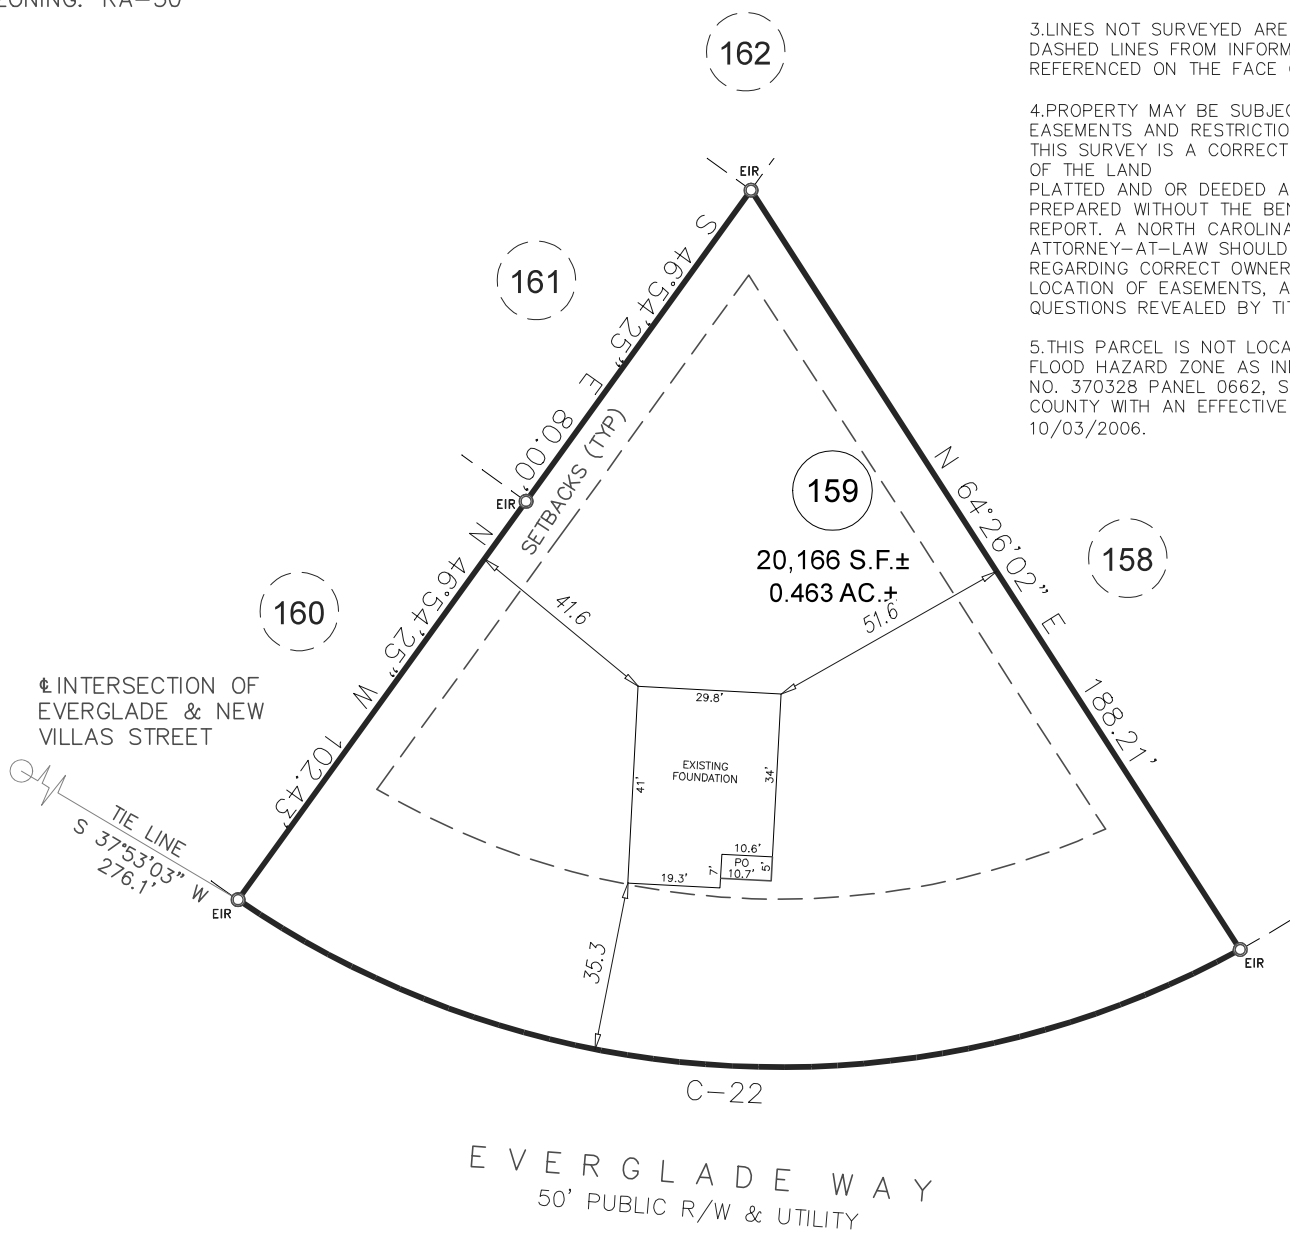 ZONING: RA-30
3.LINES NOT SURVEYED ARE
DASHED LINES FROM INFORM
REFERENCED ON THE FACE
4.PROPERTY MAY BE SUBJEC
EASEMENTS AND RESTRICTIO
THIS SURVEY IS A CORRECT
OF THE LAND
PLATTED AND OR DEEDED A
PREPARED WITHOUT THE BEN
REPORT. A NORTH CAROLINA
ATTORNEY-AT-LAW SHOULD
REGARDING CORRECT OWNER
LOCATION OF EASEMENTS, A
QUESTIONS REVEALED BY TI
5.THIS PARCEL IS NOT LOCA
FLOOD HAZARD ZONE AS IN
NO. 370328 PANEL 0662, S
COUNTY WITH AN EFFECTIVE
10/03/2006.
162
EIR
161
S 46°54'25" E 80.00'
SETBACKS (TYP)
EIR
159
20,166 S.F.±
0.463 AC.±
N 64°26'02" E 188.21'
158
160
N 46°54'25" W 102.43'
41.6
51.6
℄ INTERSECTION OF
EVERGLADE & NEW
VILLAS STREET
TIE LINE
S 37°53'03" W
276.1'
EIR
29.8'
EXISTING
FOUNDATION
41'
34'
10.6'
PO
10.7'
7'
5'
19.3'
35.3
EIR
C-22
EVERGLADE WAY
50' PUBLIC R/W & UTILITY